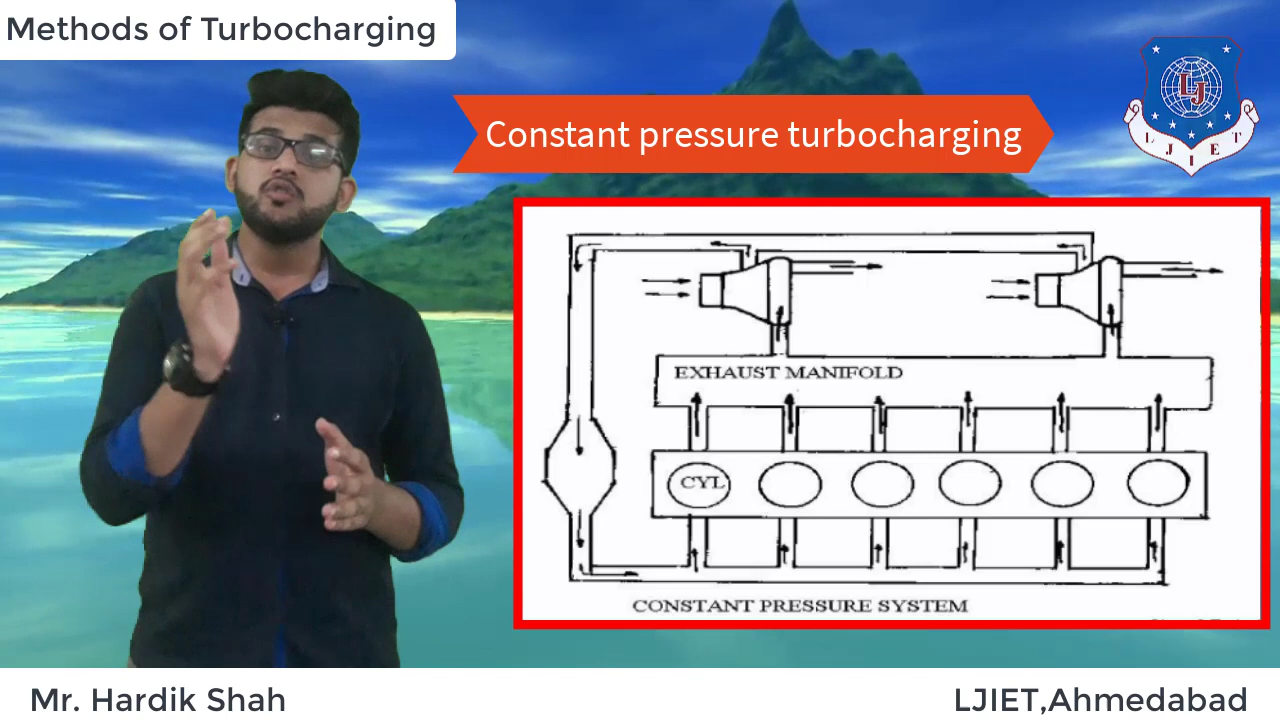 Methods of Turbocharging
Constant pressure turbocharging
LJ
L J I E T
EXHAUST MANIFOLD
CYL
CONSTANT PRESSURE SYSTEM
Mr. Hardik Shah
LJIET,Ahmedabad